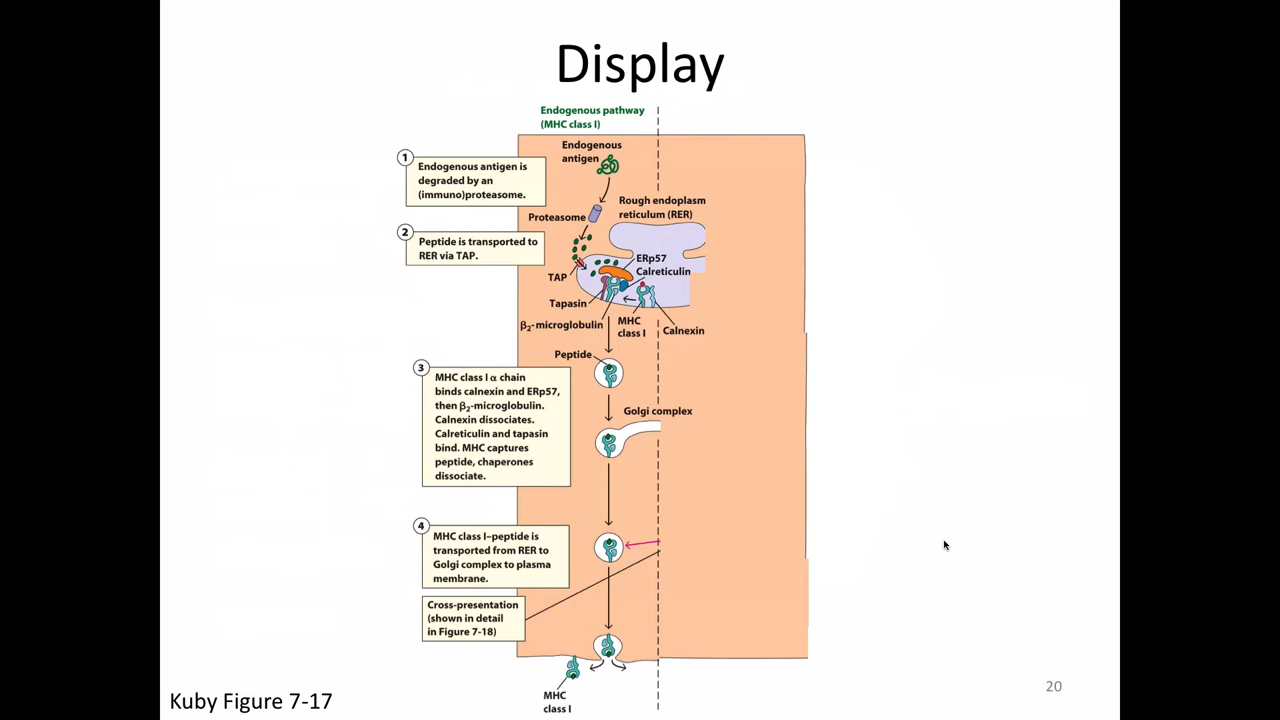 Display
Endogenous pathway
(MHC class I)
Endogenous
antigen
1
Endogenous antigen is
degraded by an
(immuno)proteasome.
Rough endoplasm
reticulum (RER)
Proteasome
2
Peptide is transported to
RER via TAP.
ERp57
Calreticulin
TAP
Tapasin
β2-microglobulin
MHC
class I
Calnexin
Peptide
3
MHC class I α chain
binds calnexin and ERp57,
then β2-microglobulin.
Calnexin dissociates.
Calreticulin and tapasin
bind. MHC captures
peptide, chaperones
dissociate.
Golgi complex
4
MHC class I–peptide is
transported from RER to
Golgi complex to plasma
membrane.
Cross-presentation
(shown in detail
in Figure 7-18)
MHC
class I
Kuby Figure 7-17
20